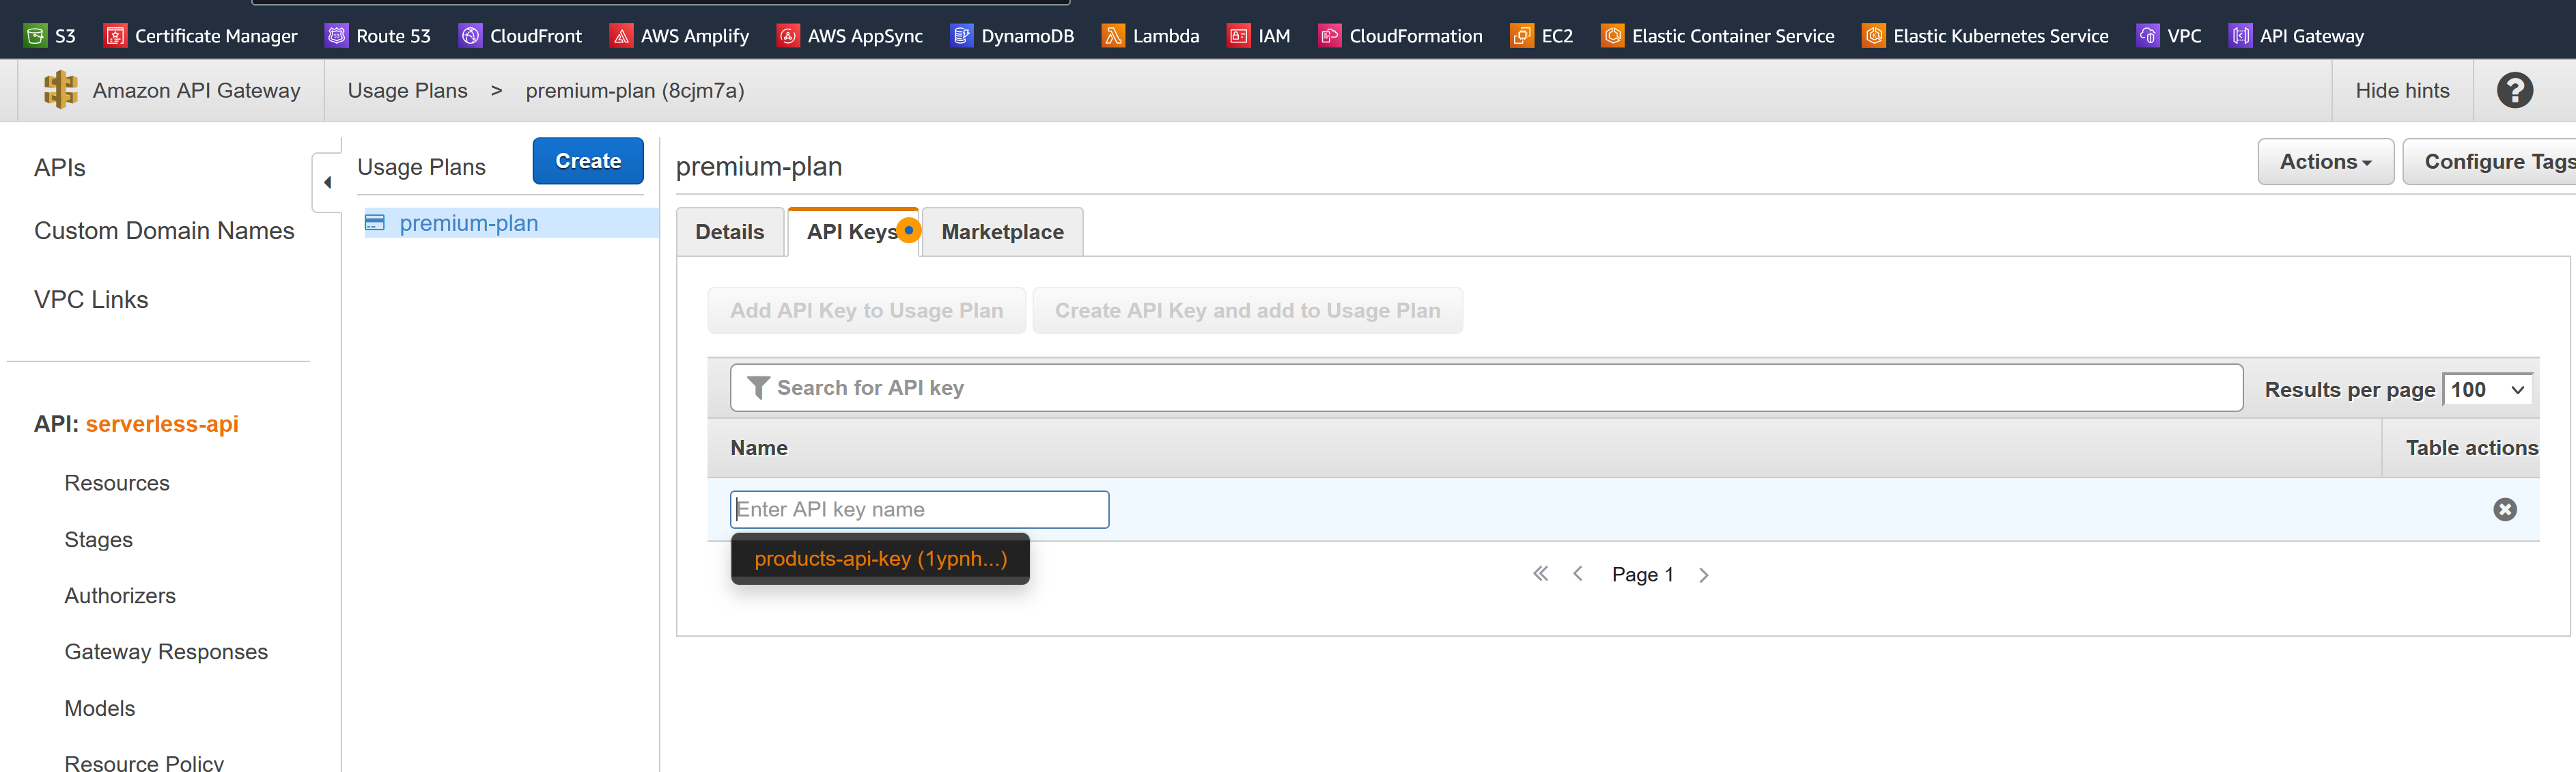 S3 Certificate Manager Route 53 CloudFront AWS Amplify AWS AppSync DynamoDB Lambda IAM CloudFormation EC2 Elastic Container Service Elastic Kubernetes Service VPC API Gateway
Amazon API Gateway Usage Plans > premium-plan (8cjm7a) Hide hints ?
APIs
Custom Domain Names
VPC Links
API: serverless-api
Resources
Stages
Authorizers
Gateway Responses
Models
Resource Policy
Usage Plans Create
premium-plan
premium-plan Actions Configure Tags
Details API Keys Marketplace
Add API Key to Usage Plan Create API Key and add to Usage Plan
Search for API key Results per page 100
Name Table actions
Enter API key name
products-api-key (1ypnh...)
« < Page 1 >